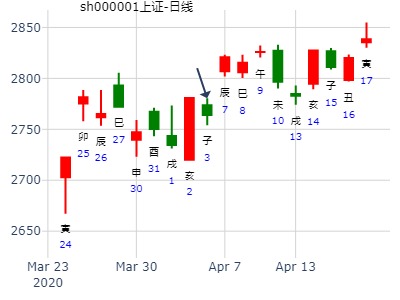 sh000001上证-日线
2850
2800
2750
2700
2650
寅
24
卯
25
辰
26
巳
27
申
30
酉
31
戌
1
亥
2
子
3
辰
7
巳
8
午
9
未
10
戌
13
亥
14
子
15
丑
16
寅
17
Mar 23
2020
Mar 30
Apr 7
Apr 13